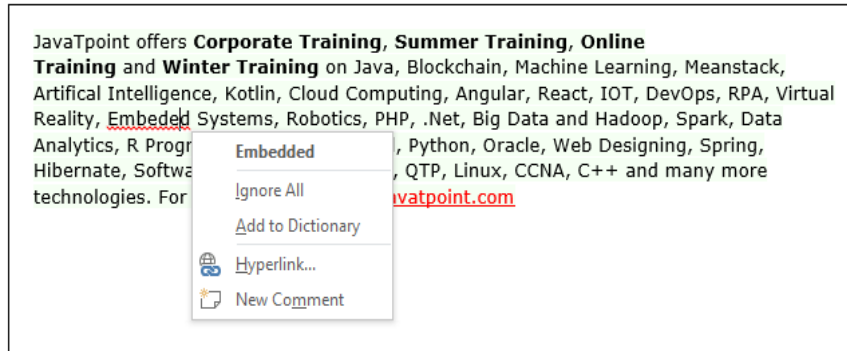 JavaTpoint offers Corporate Training, Summer Training, Online
Training and Winter Training on Java, Blockchain, Machine Learning, Meanstack,
Artifical Intelligence, Kotlin, Cloud Computing, Angular, React, IOT, DevOps, RPA, Virtual
Reality, Embeded Systems, Robotics, PHP, .Net, Big Data and Hadoop, Spark, Data
Analytics, R Progr , Python, Oracle, Web Designing, Spring,
Hibernate, Softwa , QTP, Linux, CCNA, C++ and many more
technologies. For avatpoint.com
Embedded
Ignore All
Add to Dictionary
Hyperlink...
New Comment